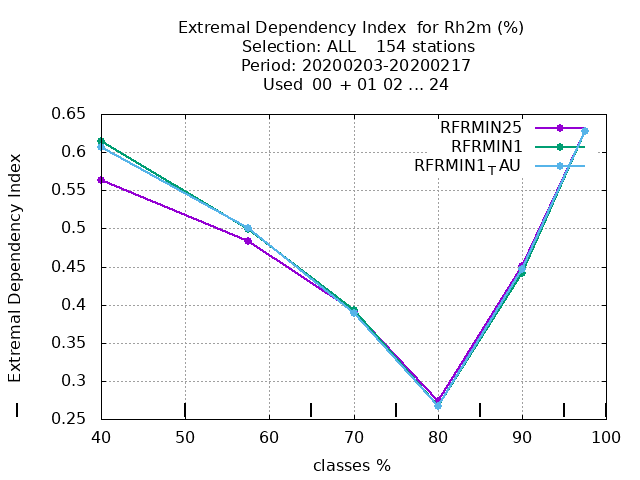 Extremal Dependency Index  for Rh2m (%)
Selection: ALL    154 stations
Period: 20200203-20200217
Used  00  + 01 02 ... 24
Extremal Dependency Index
0.65
0.6
0.55
0.5
0.45
0.4
0.35
0.3
0.25
RFRMIN25
RFRMIN1
RFRMIN1TAU
40 50 60 70 80 90 100
classes %